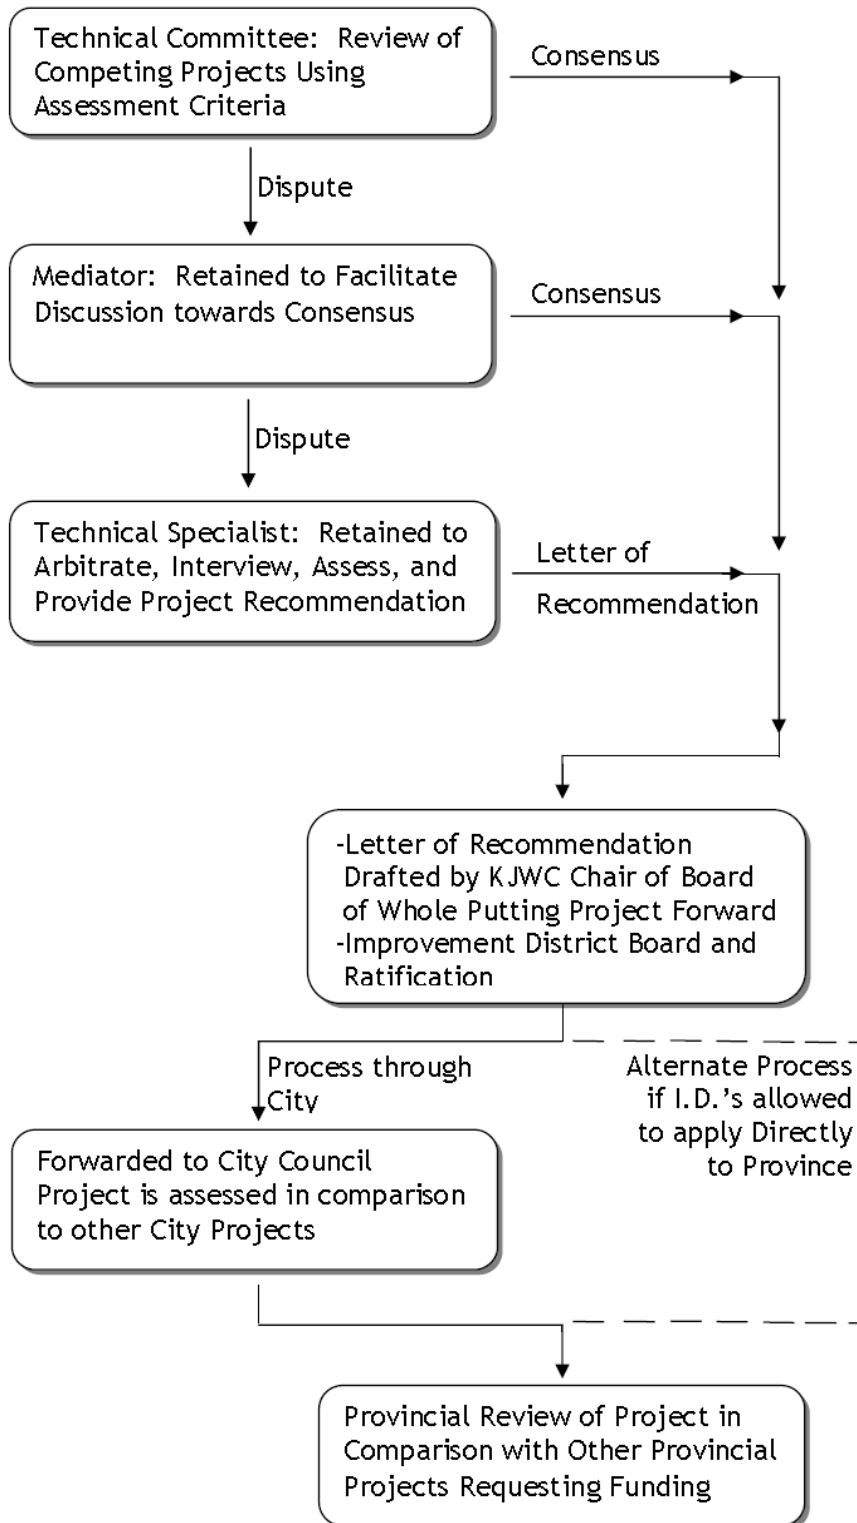 Technical Committee:  Review of
Competing Projects Using
Assessment Criteria
Consensus
Dispute
Mediator:  Retained to Facilitate
Discussion towards Consensus
Consensus
Dispute
Technical Specialist:  Retained to
Arbitrate, Interview, Assess, and
Provide Project Recommendation
Letter of
Recommendation
-Letter of Recommendation
Drafted by KJWC Chair of Board
of Whole Putting Project Forward
-Improvement District Board and
Ratification
Process through
City
Alternate Process
if I.D.'s allowed
to apply Directly
to Province
Forwarded to City Council
Project is assessed in comparison
to other City Projects
Provincial Review of Project in
Comparison with Other Provincial
Projects Requesting Funding